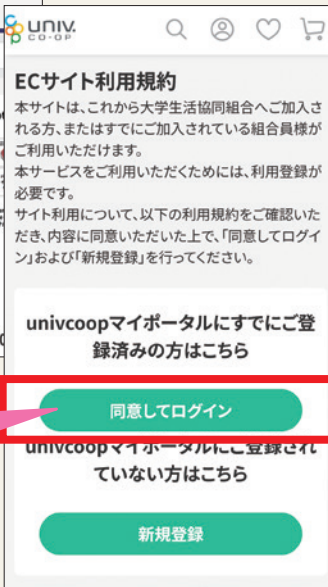 univ.
CO-OP
ECサイト利用規約
本サイトは、これから大学生活協同組合へご加入さ
れる方、またはすでにご加入されている組合員様が
ご利用いただけます。
本サービスをご利用いただくためには、利用登録が
必要です。
サイト利用について、以下の利用規約をご確認いた
だき、内容に同意いただいた上で、「同意してログイ
ン」および「新規登録」を行ってください。
univcoopマイポータルにすでにご登
録済みの方はこちら
同意してログイン
univcoopマイポータルにご登録され
ていない方はこちら
新規登録